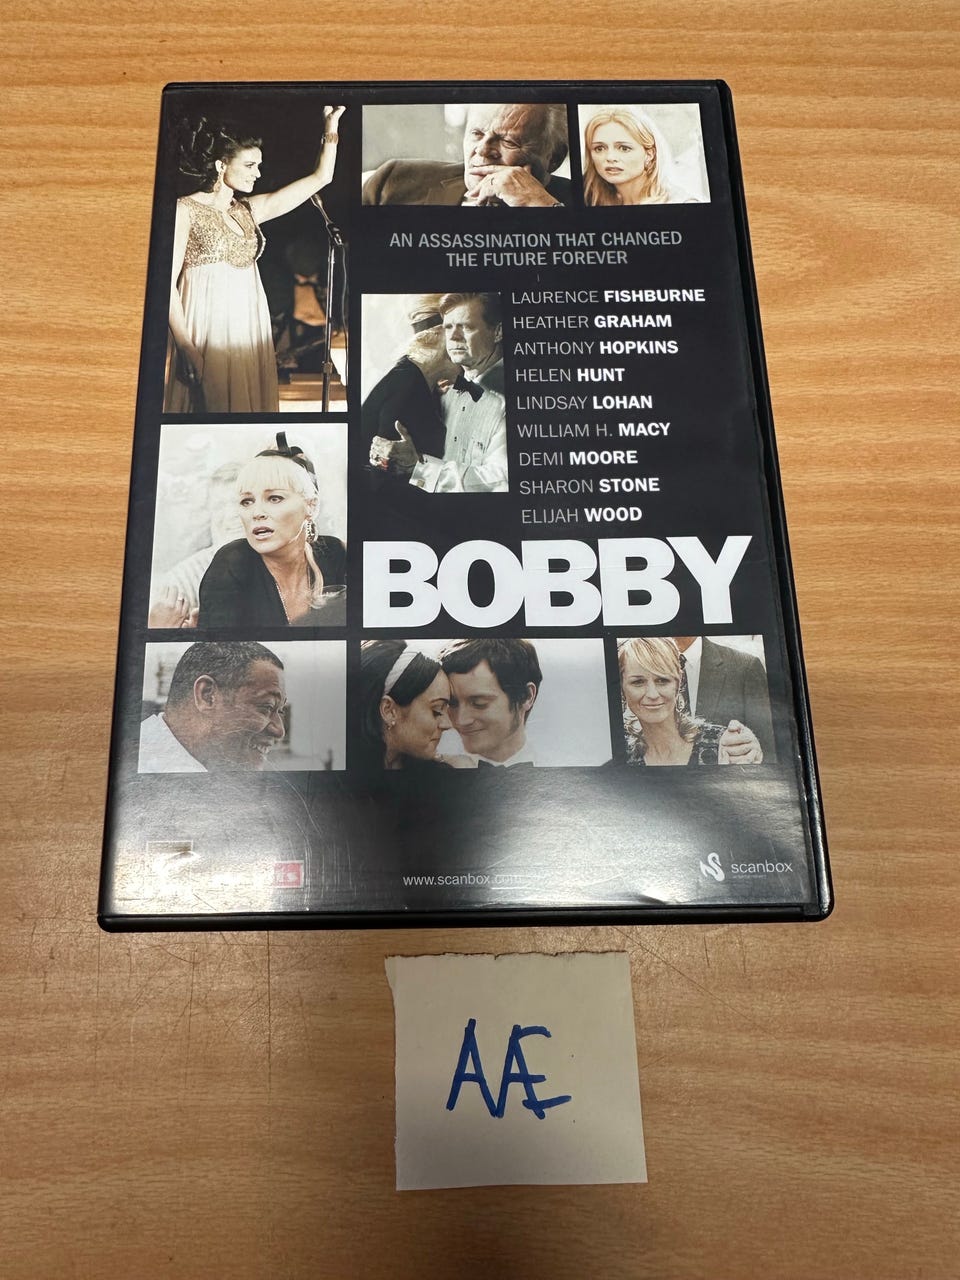 AN ASSASSINATION THAT CHANGED
THE FUTURE FOREVER
LAURENCE FISHBURNE
HEATHER GRAHAM
ANTHONY HOPKINS
HELEN HUNT
LINDSAY LOHAN
WILLIAM H. MACY
DEMI MOORE
SHARON STONE
ELIJAH WOOD
BOBBY
www.scanbox.com
scanbox
AÆ